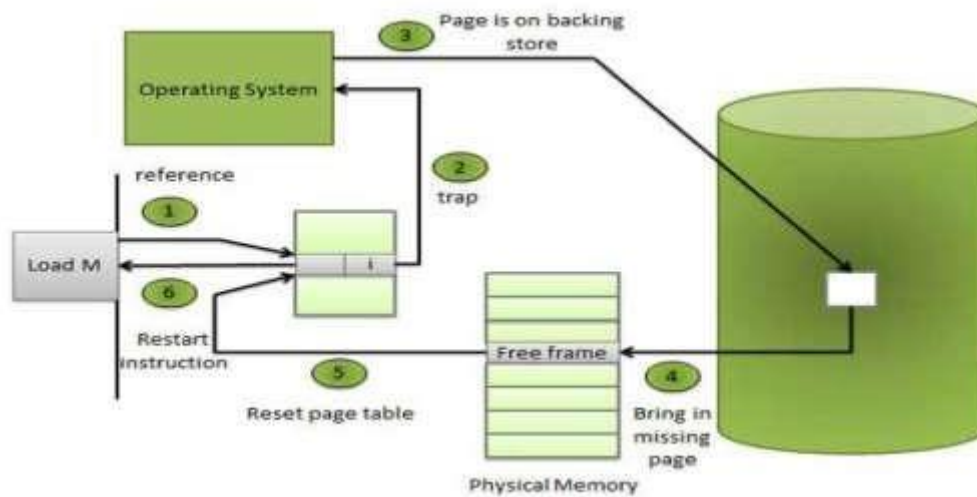 3
Page is on backing
store
Operating System
2
trap
reference
1
Load M
i
6
Restart
instruction
Free frame
5
4
Reset page table
Bring in
missing
page
Physical Memory